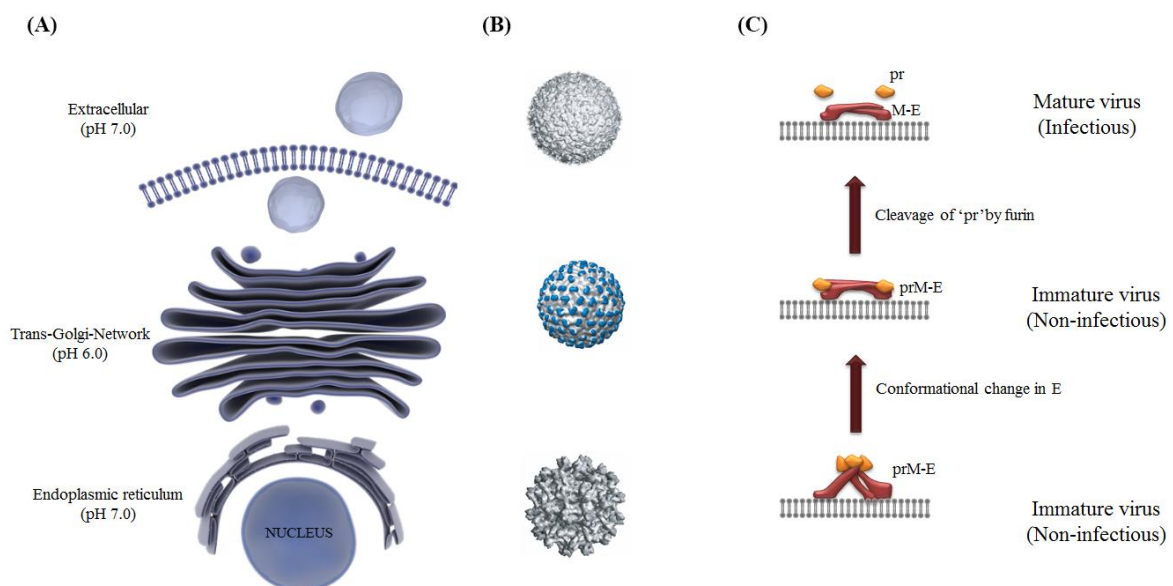 (A)
(B)
(C)
Extracellular
(pH 7.0)
pr
M-E
Mature virus
(Infectious)
Cleavage of ‘pr’by furin
Trans-Golgi-Network
(pH 6.0)
prM-E
Immature virus
(Non-infectious)
Conformational change in E
Endoplasmic reticulum
(pH 7.0)
NUCLEUS
prM-E
Immature virus
(Non-infectious)